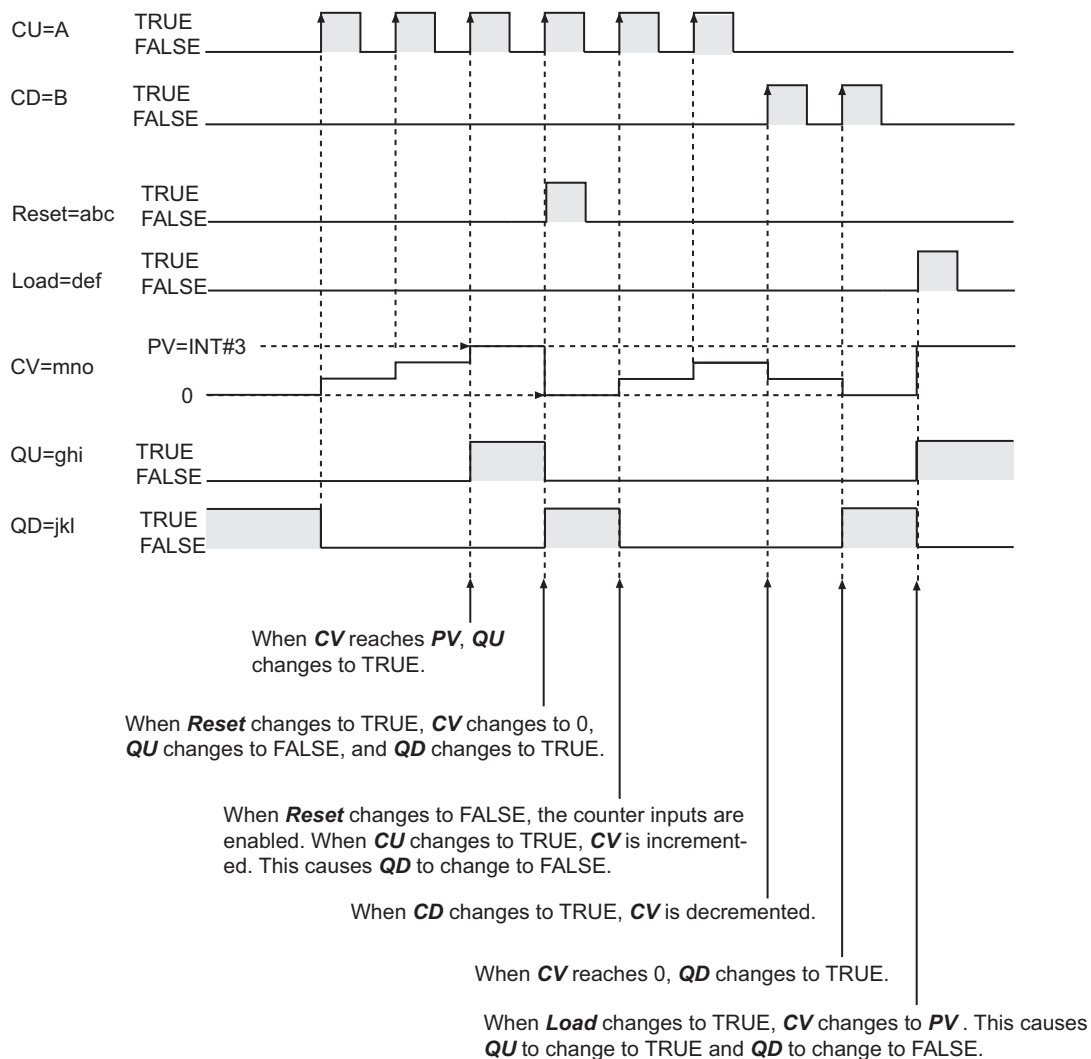 CU=A
TRUE
FALSE
CD=B
TRUE
FALSE
Reset=abc
TRUE
FALSE
Load=def
TRUE
FALSE
PV=INT#3
CV=mno
0
QU=ghi
TRUE
FALSE
QD=jkl
TRUE
FALSE
When CV reaches PV, QU
changes to TRUE.
When Reset changes to TRUE, CV changes to 0,
QU changes to FALSE, and QD changes to TRUE.
When Reset changes to FALSE, the counter inputs are
enabled. When CU changes to TRUE, CV is increment-
ed. This causes QD to change to FALSE.
When CD changes to TRUE, CV is decremented.
When CV reaches 0, QD changes to TRUE.
When Load changes to TRUE, CV changes to PV . This causes
QU to change to TRUE and QD to change to FALSE.